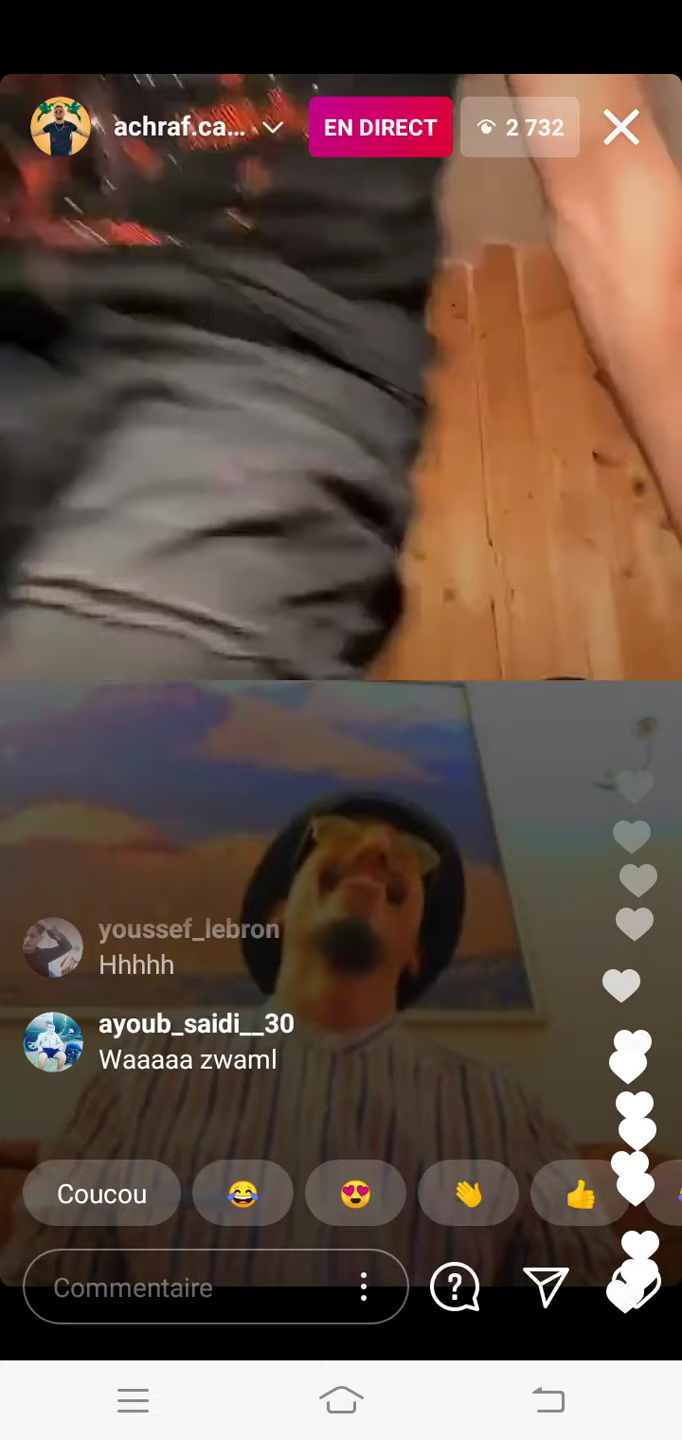 achraf.ca... EN DIRECT 2 732
youssef_lebron
Hhhhh
ayoub_saidi__30
Waaaaa zwaml
Coucou
Commentaire